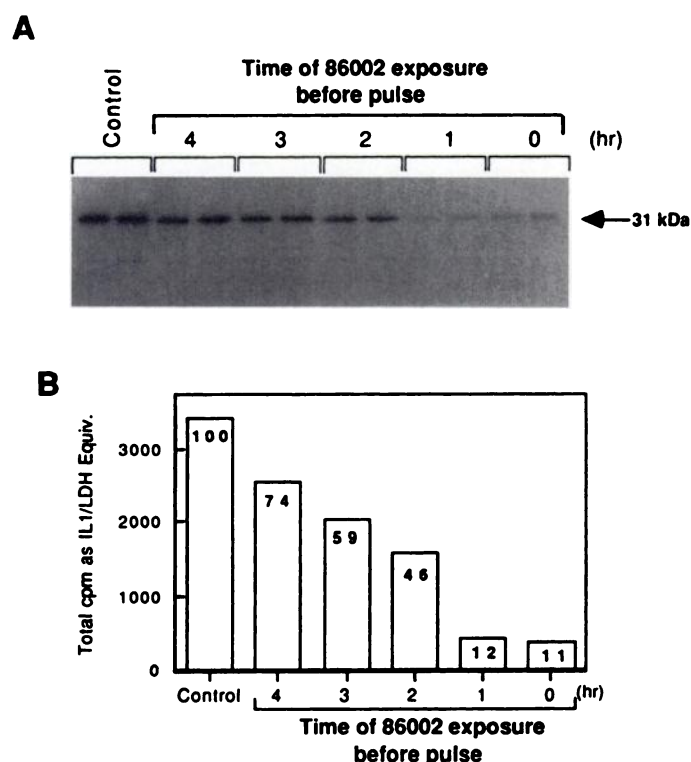 A
Control
Time of 86002 exposure
before pulse
4 3 2 1 0 (hr)
31 kDa
B
Total cpm as IL1/LDH Equiv.
3000
2000
1000
0
100
74
59
46
12
11
Control 4 3 2 1 0 (hr)
Time of 86002 exposure
before pulse